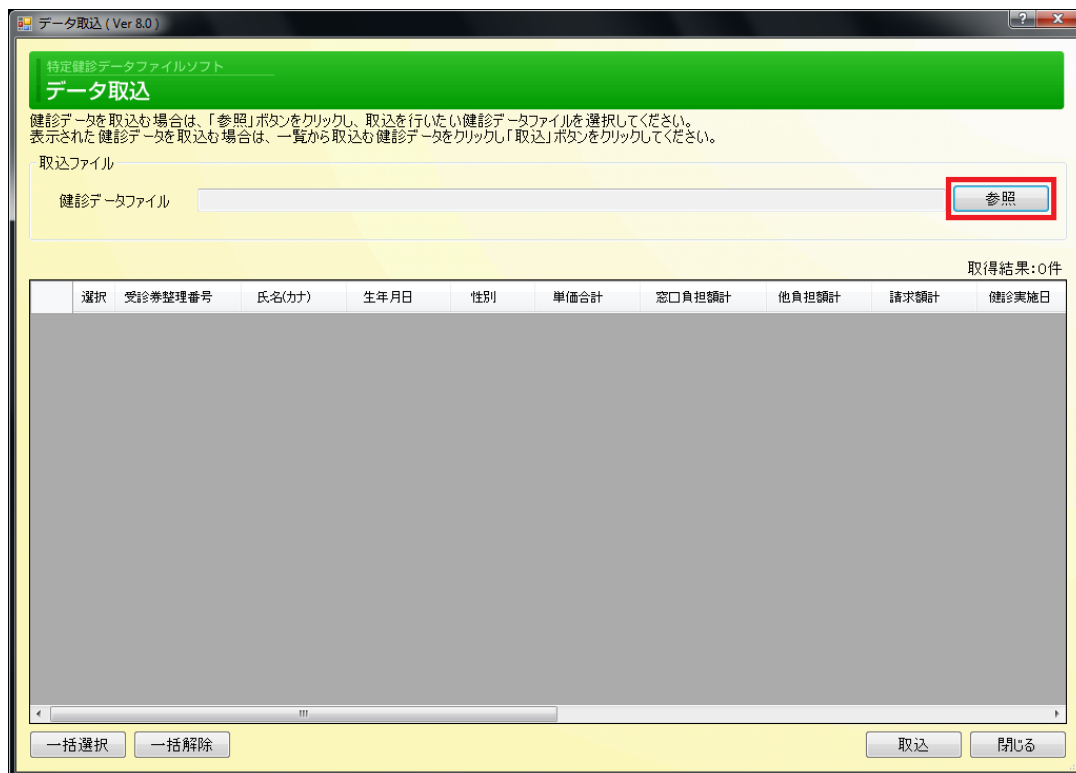 データ取込 ( Ver 8.0 )
特定健診データファイルソフト
データ取込
健診データを取込む場合は、「参照」ボタンをクリックし、取込を行いたい健診データファイルを選択してください。
表示された健診データを取込む場合は、一覧から取込む健診データをクリックし「取込」ボタンをクリックしてください。
取込ファイル
健診データファイル 参照
取得結果:0件
選択 受診券整理番号 氏名(カナ) 生年月日 性別 単価合計 窓口負担額計 他負担額計 請求額計 健診実施日
一括選択 一括解除 取込 閉じる